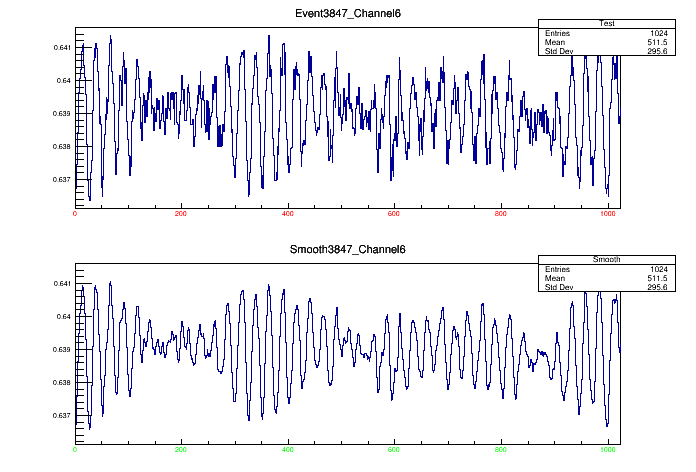 Event3847_Channel6
Test
Entries 1024
Mean 511.5
Std Dev 295.6
0.641
0.64
0.639
0.638
0.637
0 200 400 600 800 1000
Smooth3847_Channel6
Smooth
Entries 1024
Mean 511.5
Std Dev 295.6
0.641
0.64
0.639
0.638
0.637
0 200 400 600 800 1000